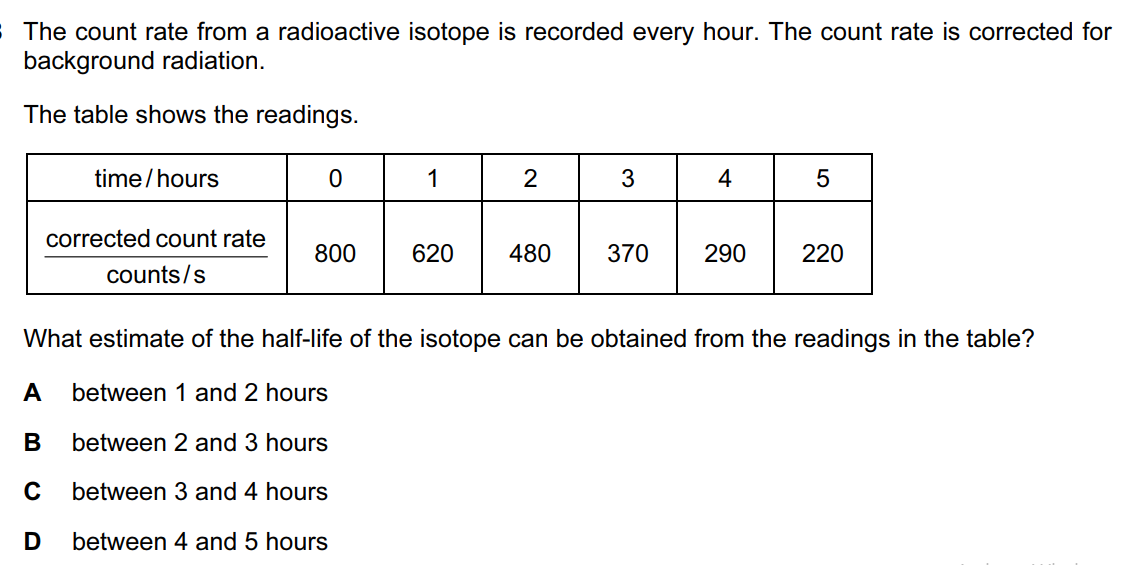 The count rate from a radioactive isotope is recorded every hour. The count rate is corrected for
background radiation.
The table shows the readings.
time / hours 0 1 2 3 4 5
corrected count rate
counts / s
800 620 480 370 290 220
What estimate of the half-life of the isotope can be obtained from the readings in the table?
A between 1 and 2 hours
B between 2 and 3 hours
C between 3 and 4 hours
D between 4 and 5 hours